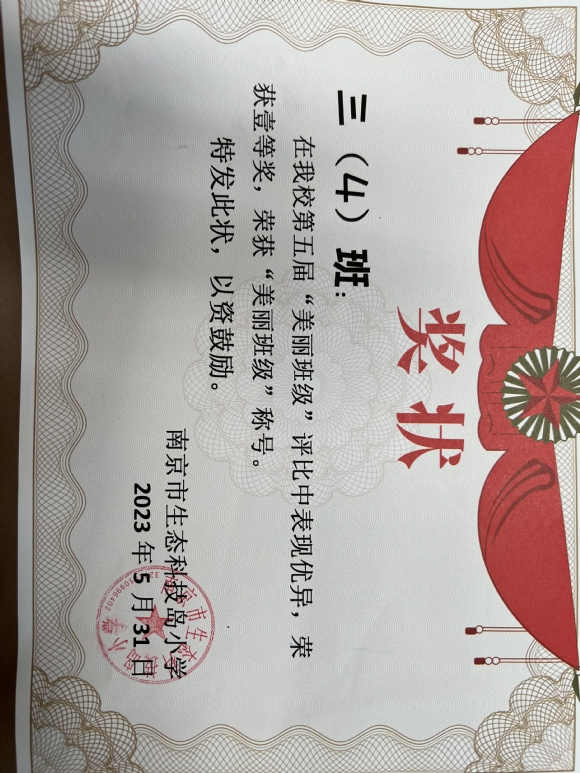 奖状
三（4）班：
在我校第五届“美丽班级”评比中表现优异，荣
获壹等奖，荣获“美丽班级”称号。
特发此状，以资鼓励。
南京市生态科技岛小学
2023年5月31日